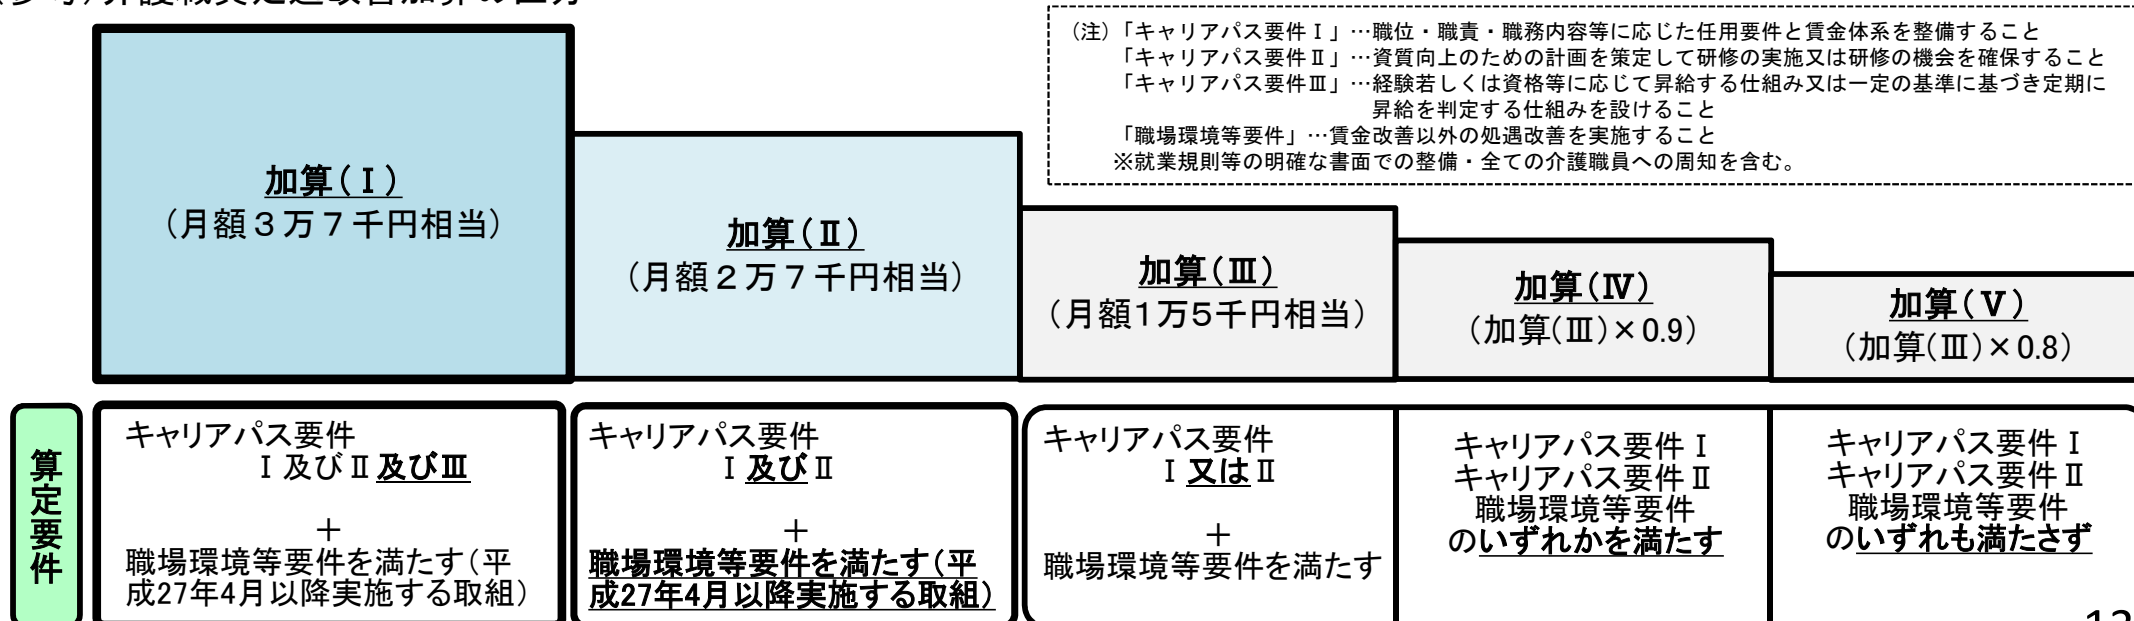 (注)「キャリアパス要件Ⅰ」…職位・職責・職務内容等に応じた任用要件と賃金体系を整備すること
「キャリアパス要件Ⅱ」…資質向上のための計画を策定して研修の実施又は研修の機会を確保すること
「キャリアパス要件Ⅲ」…経験若しくは資格等に応じて昇給する仕組み又は一定の基準に基づき定期に
昇給を判定する仕組みを設けること
「職場環境等要件」…賃金改善以外の処遇改善を実施すること
※就業規則等の明確な書面での整備・全ての介護職員への周知を含む。
加算(Ⅰ)
(月額3万7千円相当)
加算(Ⅱ)
(月額2万7千円相当)
加算(Ⅲ)
(月額1万5千円相当)
加算(Ⅳ)
(加算(Ⅲ)×0.9)
加算(Ⅴ)
(加算(Ⅲ)×0.8)
算定要件
キャリアパス要件
Ⅰ及びⅡ及びⅢ
+
職場環境等要件を満たす(平
成27年4月以降実施する取組)
キャリアパス要件
Ⅰ及びⅡ
+
職場環境等要件を満たす(平
成27年4月以降実施する取組)
キャリアパス要件
Ⅰ又はⅡ
+
職場環境等要件を満たす
キャリアパス要件Ⅰ
キャリアパス要件Ⅱ
職場環境等要件
のいずれかを満たす
キャリアパス要件Ⅰ
キャリアパス要件Ⅱ
職場環境等要件
のいずれも満たさず